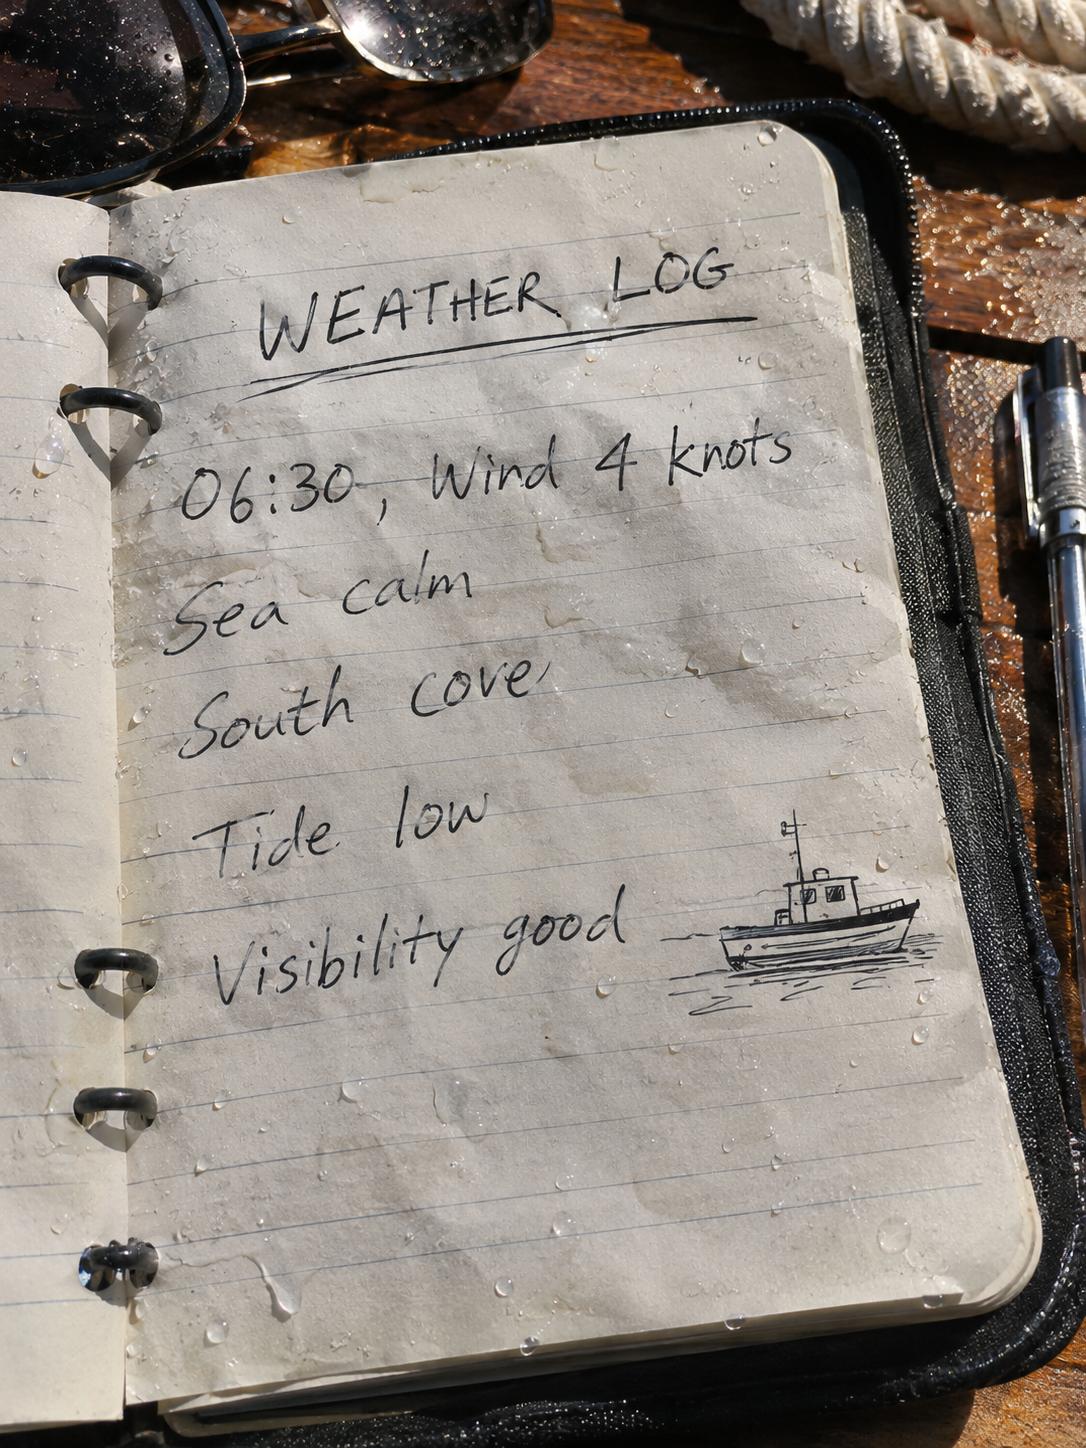 WEATHER LOG
06:30, Wind 4 knots
Sea calm
South cove
Tide low
Visibility good